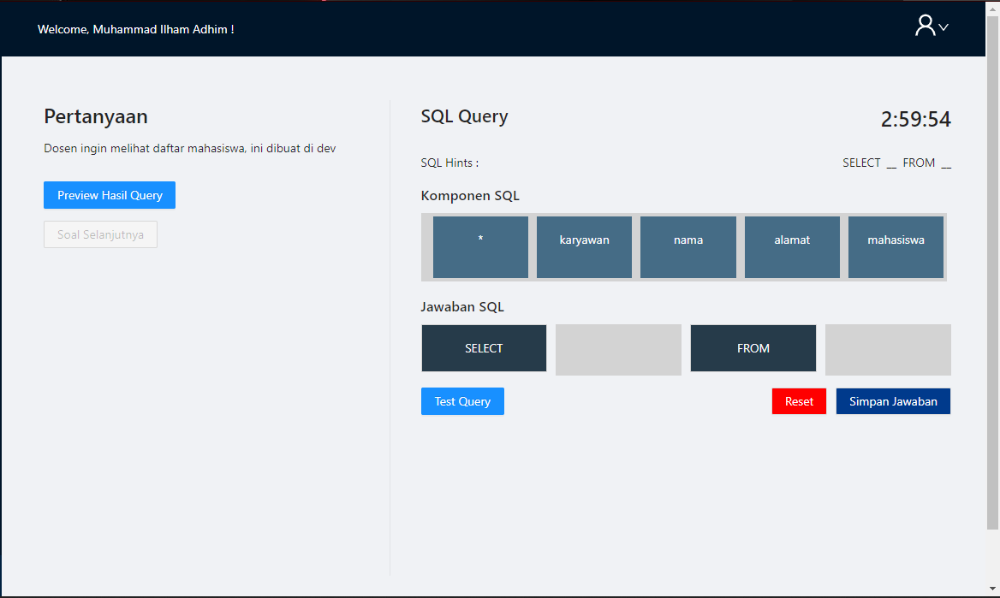 Welcome, Muhammad Ilham Adhim !
Pertanyaan
Dosen ingin melihat daftar mahasiswa, ini dibuat di dev
Preview Hasil Query
Soal Selanjutnya
SQL Query
2:59:54
SQL Hints :
SELECT __ FROM __
Komponen SQL
*
karyawan
nama
alamat
mahasiswa
Jawaban SQL
SELECT
FROM
Test Query
Reset
Simpan Jawaban